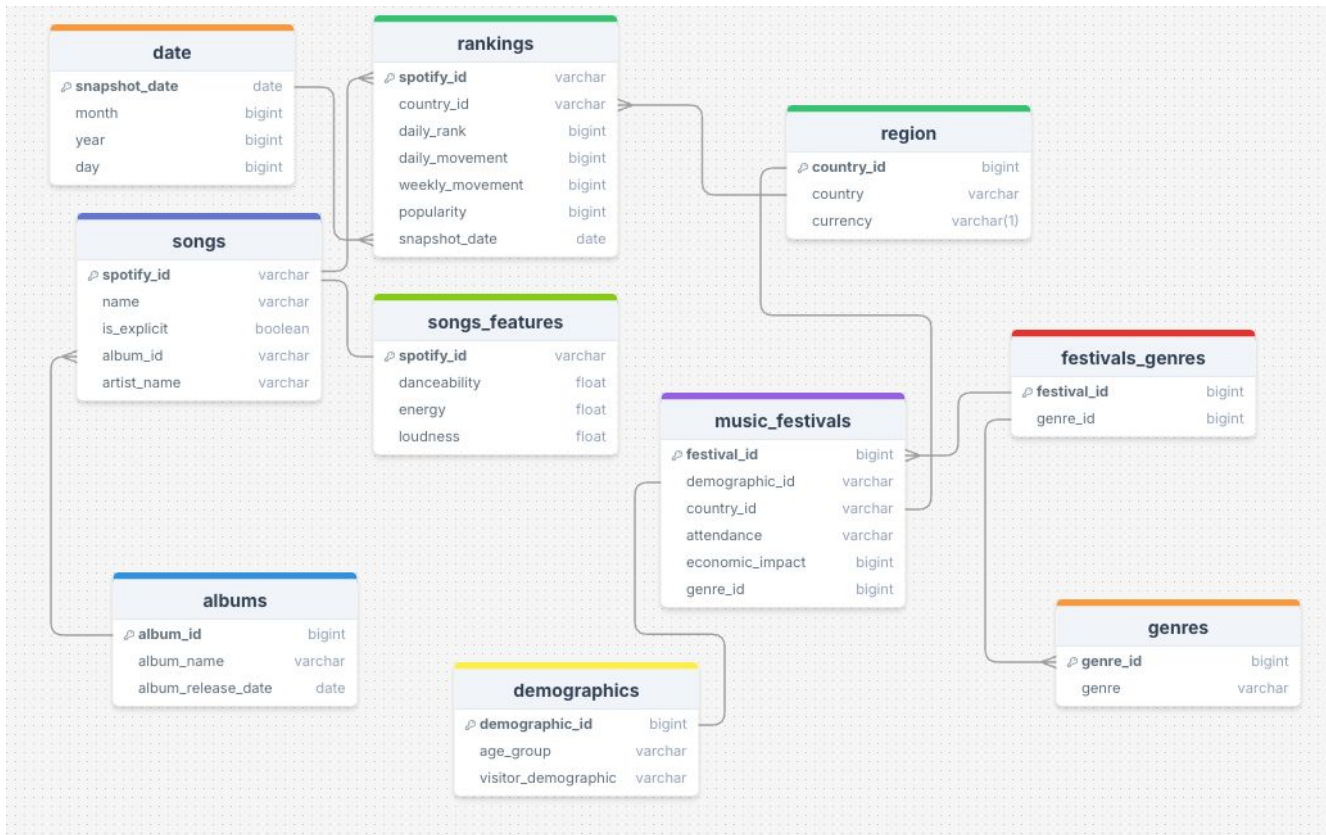 date
snapshot_date date
month bigint
year bigint
day bigint
rankings
spotify_id varchar
country_id varchar
daily_rank bigint
daily_movement bigint
weekly_movement bigint
popularity bigint
snapshot_date date
region
country_id bigint
country varchar
currency varchar(1)
songs
spotify_id varchar
name varchar
is_explicit boolean
album_id varchar
artist_name varchar
songs_features
spotify_id varchar
danceability float
energy float
loudness float
festivals_genres
festival_id bigint
genre_id bigint
music_festivals
festival_id bigint
demographic_id varchar
country_id varchar
attendance varchar
economic_impact bigint
genre_id bigint
albums
album_id bigint
album_name varchar
album_release_date date
demographics
demographic_id bigint
age_group varchar
visitor_demographic varchar
genres
genre_id bigint
genre varchar